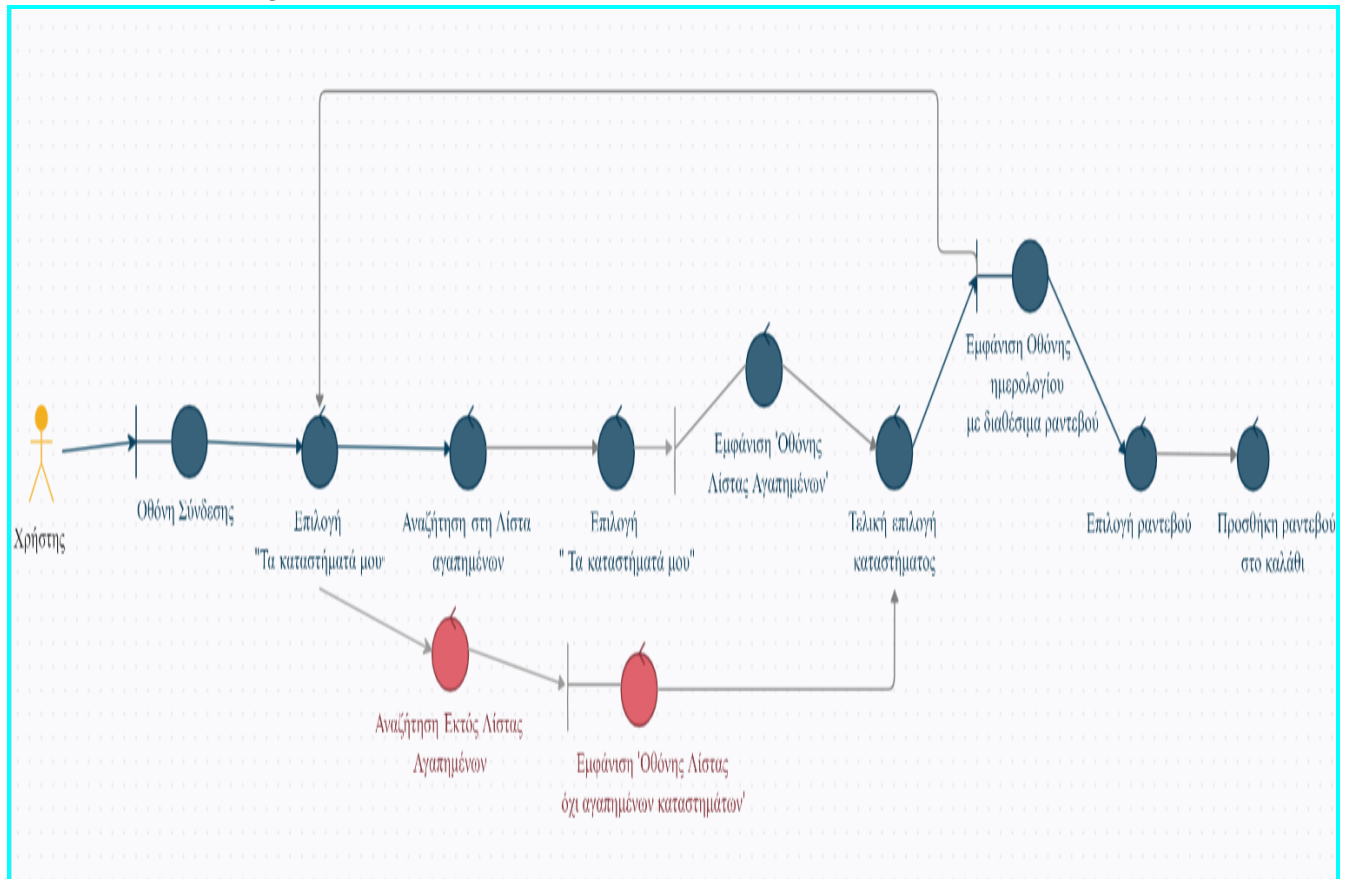 Χρήστης
Οθόνη Σύνδεσης
Επιλογή
"Τα καταστήματά μου"
Αναζήτηση στη Λίστα
αγαπημένων
Επιλογή
" Τα καταστήματά μου"
Εμφάνιση 'Οθόνης
Λίστας Αγαπημένων'
Τελική επιλογή
καταστήματος
Εμφάνιση Οθόνης
ημερολογίου
με διαθέσιμα ραντεβού
Επιλογή ραντεβού
Προσθήκη ραντεβού
στο καλάθι
Αναζήτηση Εκτός Λίστας
Αγαπημένων
Εμφάνιση 'Οθόνης Λίστας
όχι αγαπημένων καταστημάτων'